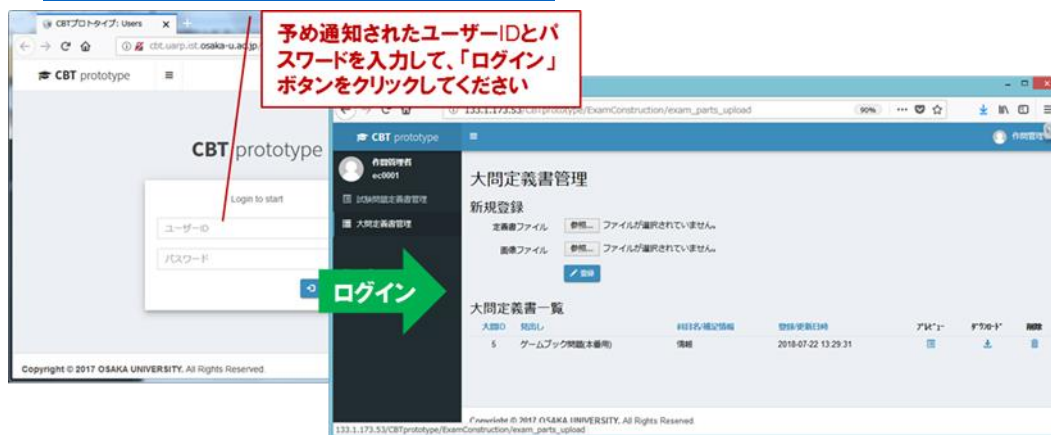 CBTプロトタイプ: Users
cbt.uarp.ist.osaka-u.ac.jp
予め通知されたユーザーIDとパ
スワードを入力して、「ログイン」
ボタンをクリックしてください
CBT prototype
CBT prototype
Login to start
ユーザーID
パスワード
Copyright © 2017 OSAKA UNIVERSITY. All Rights Reserved.
ログイン
133.1.173.53/CBTprototype/ExamConstruction/exam_parts_upload
90%
CBT prototype
作問管理者
作問管理者
ec0001
試験問題定義書管理
大問定義書管理
大問定義書管理
新規登録
定義書ファイル 参照... ファイルが選択されていません。
画像ファイル 参照... ファイルが選択されていません。
登録
大問定義書一覧
大問ID 見出し 科目名/補足情報 登録/更新日時 プレビュー ダウンロード 削除
5 ゲームブック問題(本番用) 情報 2018-07-22 13:29:31
Copyright © 2017 OSAKA UNIVERSITY. All Rights Reserved.
133.1.173.53/CBTprototype/ExamConstruction/exam_parts_upload